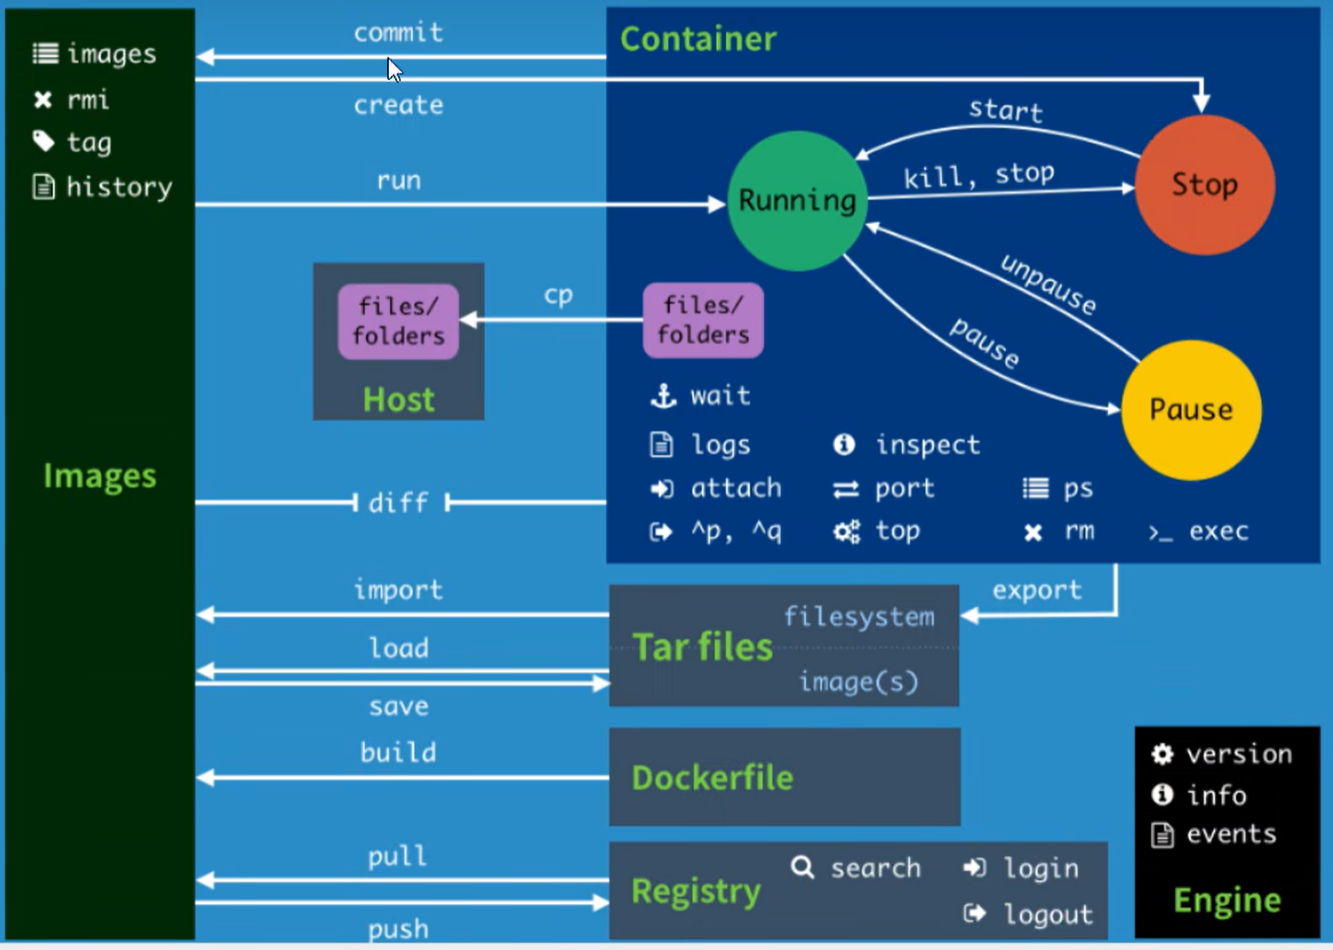 images
rmi
tag
history
Images
commit
create
run
cp
files/
folders
Host
diff
import
load
save
build
pull
push
Container
start
kill, stop
Running
Stop
unpause
pause
Pause
files/
folders
wait
logs
inspect
attach
port
ps
^p, ^q
top
rm
>_ exec
export
filesystem
Tar files
image(s)
Dockerfile
Registry
search
login
logout
version
info
events
Engine